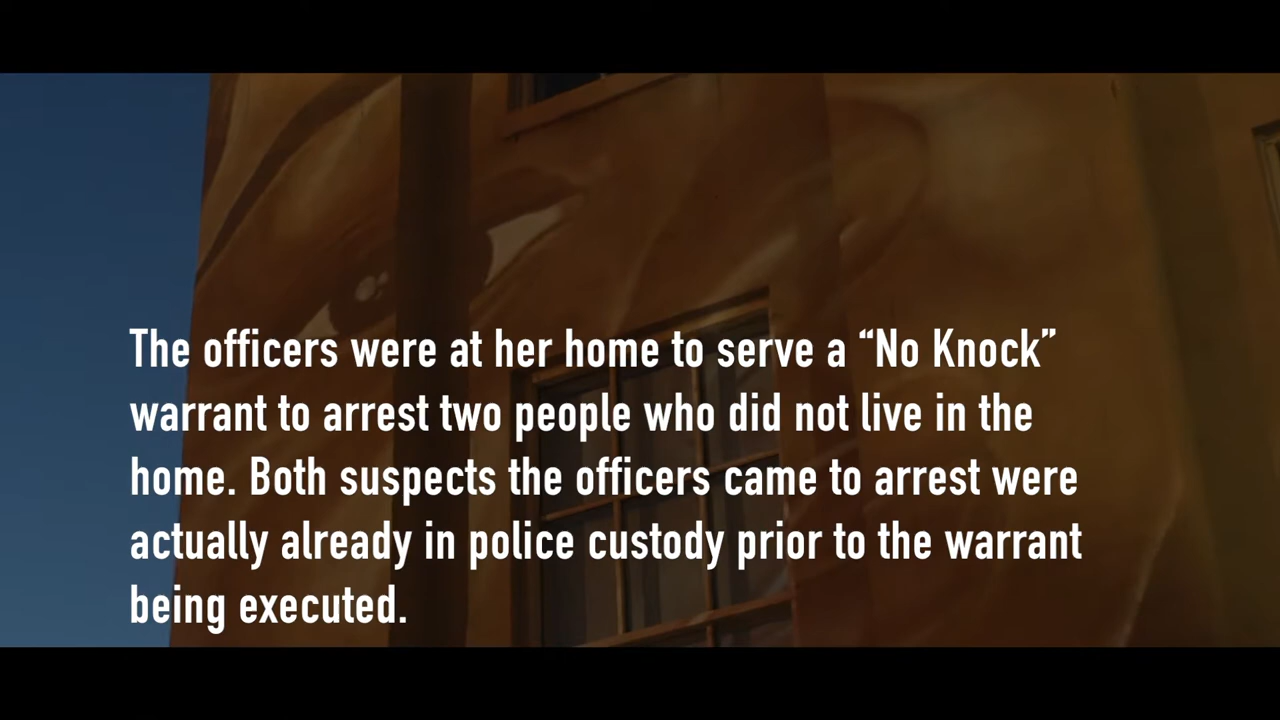 The officers were at her home to serve a “No Knock”
warrant to arrest two people who did not live in the
home. Both suspects the officers came to arrest were
actually already in police custody prior to the warrant
being executed.